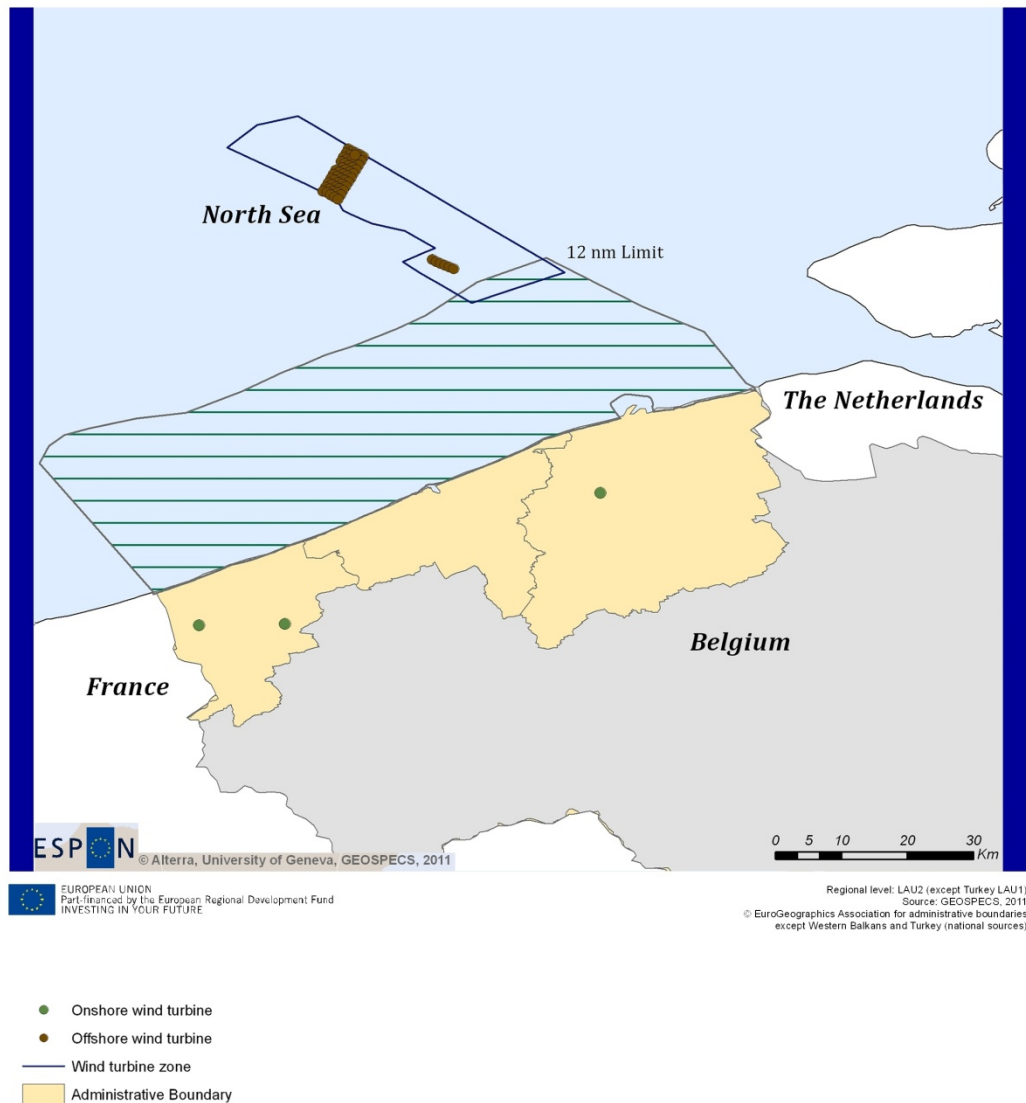 North Sea
12 nm Limit
The Netherlands
Belgium
France
ESPON
© Alterra, University of Geneva, GEOSPECS, 2011
0 5 10 20 30
Km
EUROPEAN UNION
Part-financed by the European Regional Development Fund
INVESTING IN YOUR FUTURE
Regional level: LAU2 (except Turkey LAU1)
Source: GEOSPECS, 2011
© EuroGeographics Association for administrative boundaries
except Western Balkans and Turkey (national sources)
Onshore wind turbine
Offshore wind turbine
Wind turbine zone
Administrative Boundary